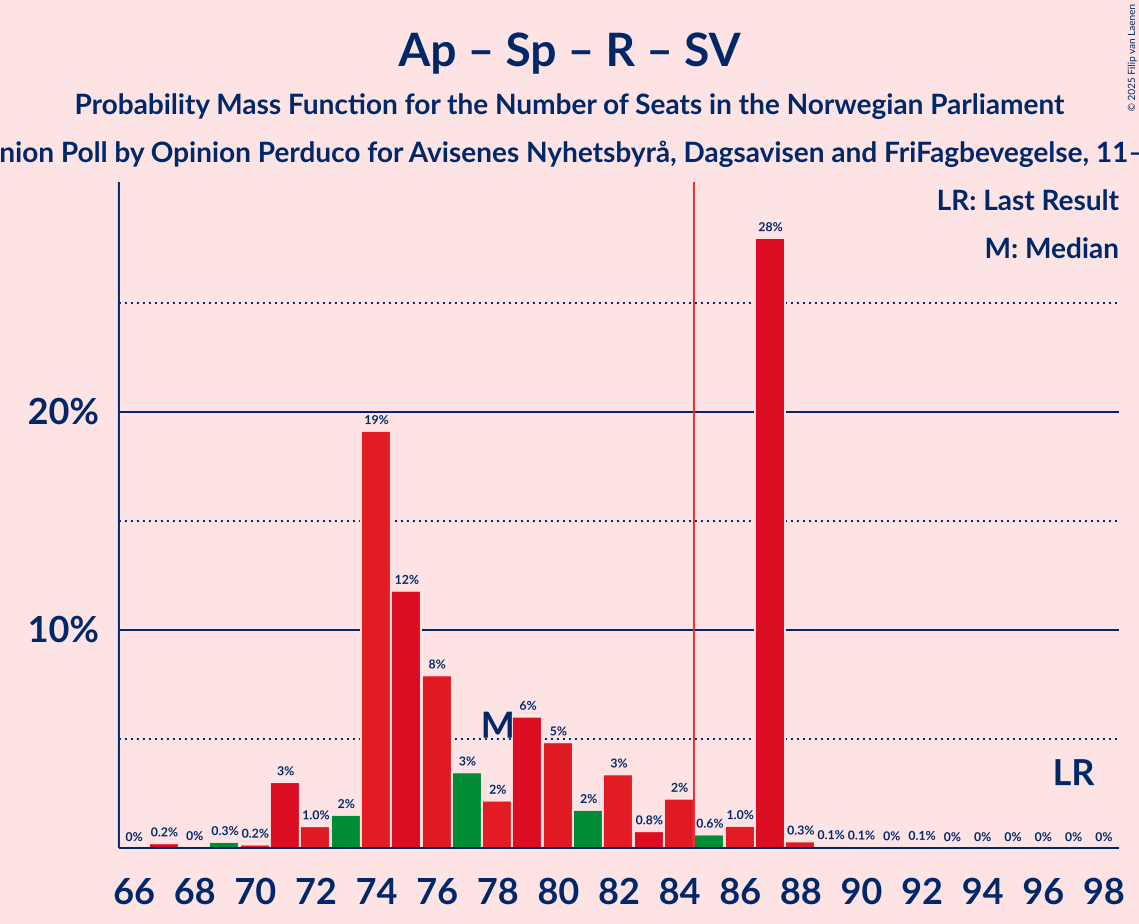 Ap – Sp – R – SV
Probability Mass Function for the Number of Seats in the Norwegian Parliament
nion Poll by Opinion Perduco for Avisenes Nyhetsbyrå, Dagsavisen and FriFagbevegelse, 11–
© 2025 Filip van Laenen
LR: Last Result
M: Median
28%
20%
19%
12%
10%
8%
M
6%
5%
3%
3%
3%
2%
2%
2%
2%
LR
0% 0.2% 0% 0.3% 0.2% 1.0% 0.8% 0.6% 1.0% 0.3% 0.1% 0.1% 0% 0.1% 0% 0% 0% 0% 0% 0%
66 68 70 72 74 76 78 80 82 84 86 88 90 92 94 96 98